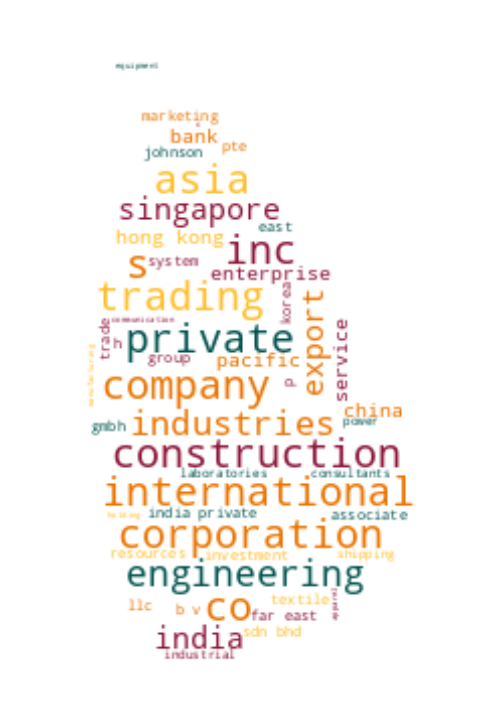 equipment
marketing
bank
johnson pte
asia
singapore
east
hong kong inc
s system
enterprise
trading korea
communication
trade h private export service
group pacific
manufacturing
company p
china
gmbh industries power
construction
laboratories consultants
international
holding india private associate
corporation
resources investment shipping
engineering
llc b v co textile apparel
far east
india sdn bhd
industrial